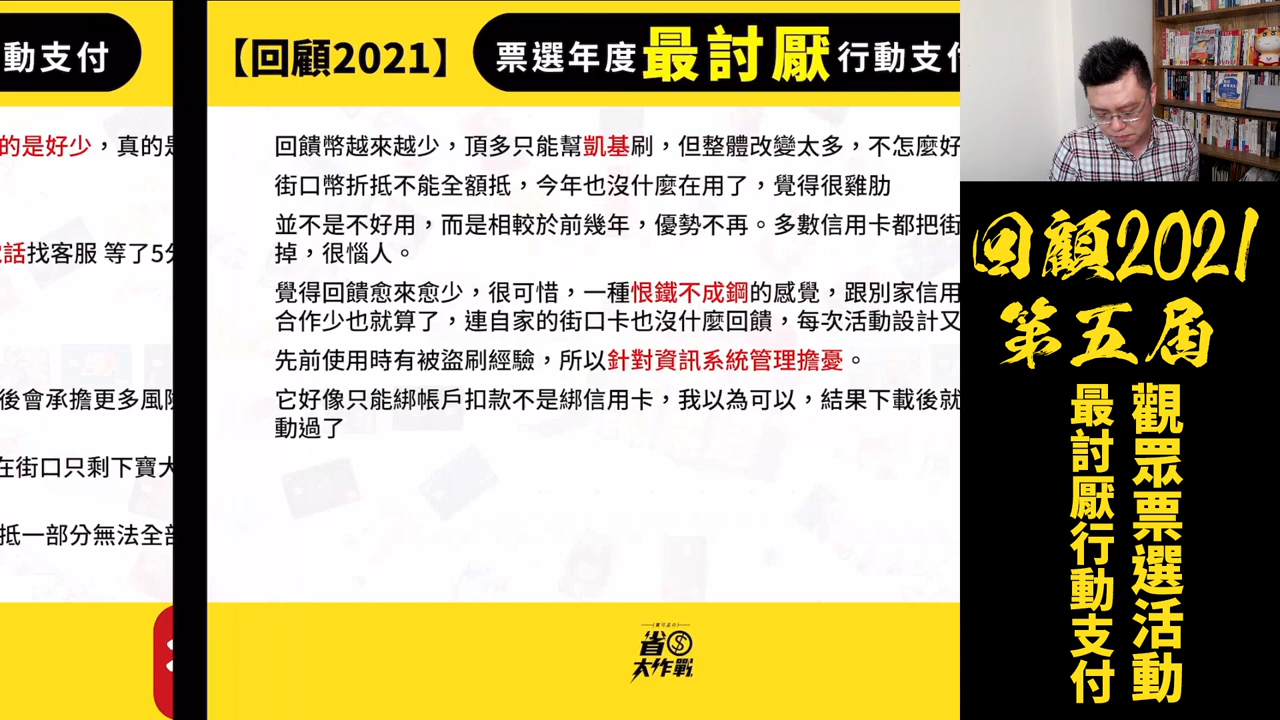 動支付
的是好少，真的是
話找客服 等了5分
後會承擔更多風險
在街口只剩下寶大
抵一部分無法全部
【回顧2021】 票選年度最討厭行動支付
回饋幣越來越少，頂多只能幫凱基刷，但整體改變太多，不怎麼好
街口幣折抵不能全額抵，今年也沒什麼在用了，覺得很雞肋
並不是不好用，而是相較於前幾年，優勢不再。多數信用卡都把街
掉，很惱人。
覺得回饋愈來愈少，很可惜，一種恨鐵不成鋼的感覺，跟別家信用
合作少也就算了，連自家的街口卡也沒什麼回饋，每次活動設計又
先前使用時有被盜刷經驗，所以針對資訊系統管理擔憂。
它好像只能綁帳戶扣款不是綁信用卡，我以為可以，結果下載後就
動過了
省
大作戰
回顧2021
第五屆
觀眾票選活動
最討厭行動支付